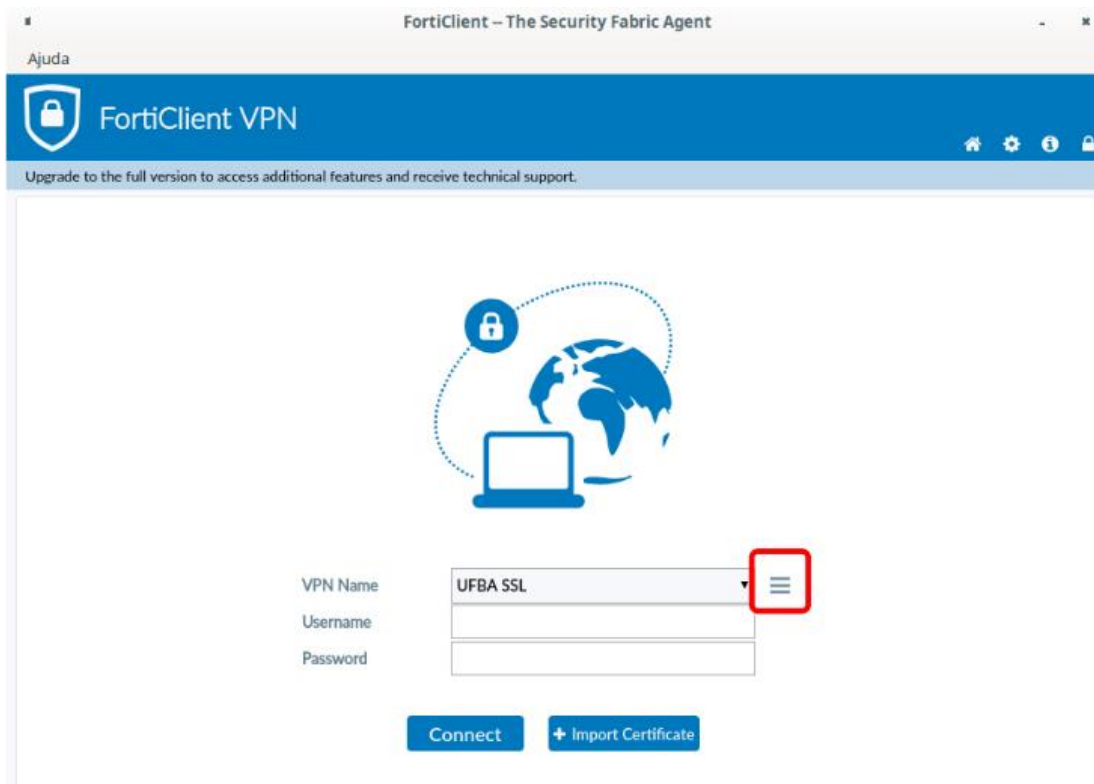 FortiClient -- The Security Fabric Agent
Ajuda
FortiClient VPN
Upgrade to the full version to access additional features and receive technical support.
VPN Name UFBA SSL
Username
Password
Connect + Import Certificate